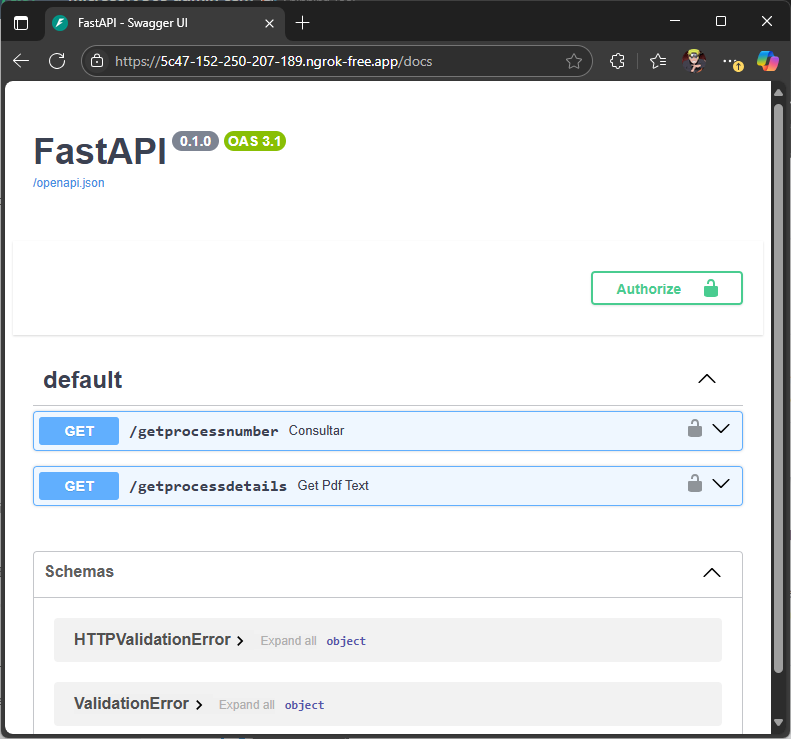 FastAPI - Swagger UI
https://5c47-152-250-207-189.ngrok-free.app/docs
FastAPI 0.1.0 OAS 3.1
/openapi.json
Authorize
default
GET /getprocessnumber Consultar
GET /getprocessdetails Get Pdf Text
Schemas
HTTPValidationError Expand all object
ValidationError Expand all object